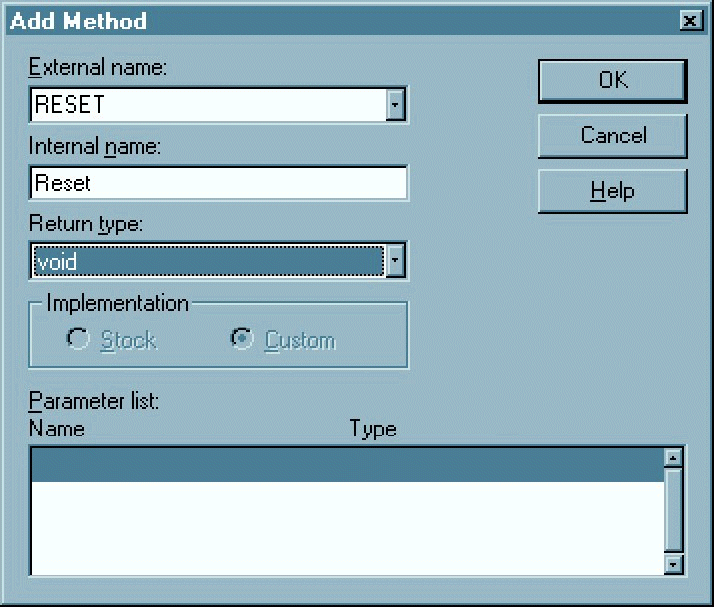 Add Method
External name:
RESET
Internal name:
Reset
Return type:
void
Implementation
Stock Custom
Parameter list:
Name Type
OK
Cancel
Help